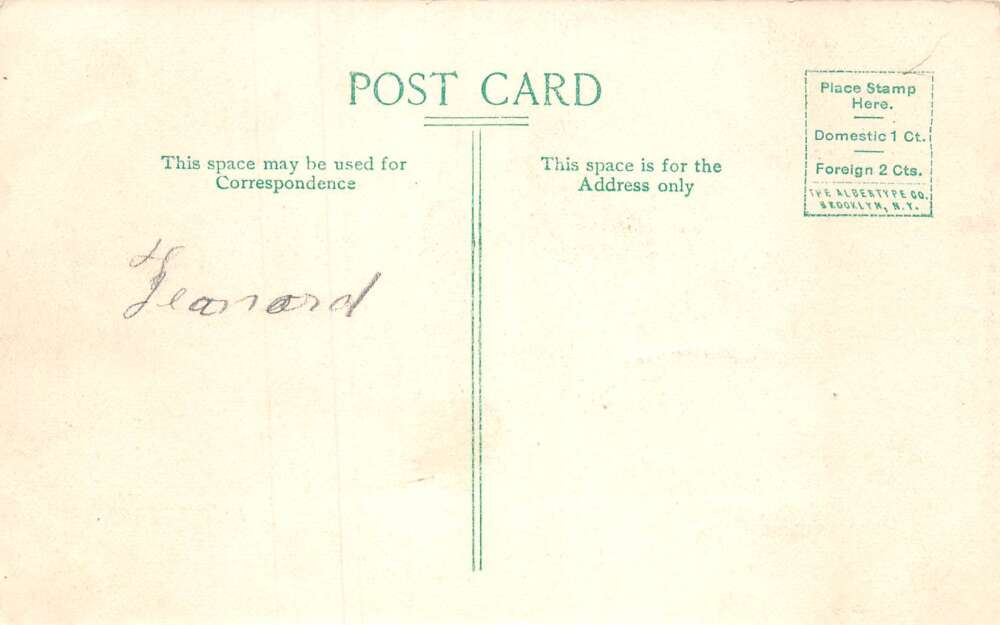 POST CARD
This space may be used for
Correspondence
This space is for the
Address only
Place Stamp
Here.
Domestic 1 Ct.
Foreign 2 Cts.
THE ALBERTYPE CO.
BROOKLYN, N.Y.
Leonard